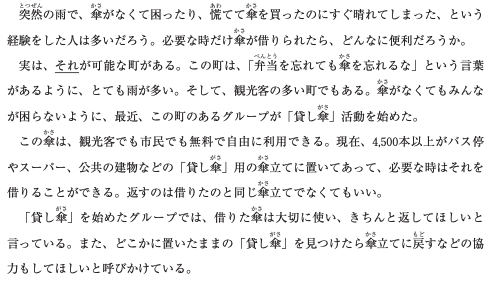 突然の雨で、傘がなくて困ったり、慌てて傘を買ったのにすぐ晴れてしまった、という
経験をした人は多いだろう。必要な時だけ傘が借りられたら、どんなに便利だろうか。
　実は、それが可能な町がある。この町は、「弁当を忘れても傘を忘れるな」という言葉
があるように、とても雨が多い。そして、観光客の多い町でもある。傘がなくてもみんな
が困らないように、最近、この町のあるグループが「貸し傘」活動を始めた。
　この傘は、観光客でも市民でも無料で自由に利用できる。現在、4,500本以上がバス停
やスーパー、公共の建物などの「貸し傘」用の傘立てに置いてあって、必要な時はそれを
借りることができる。返すのは借りたのと同じ傘立てでなくてもいい。
　「貸し傘」を始めたグループでは、借りた傘は大切に使い、きちんと返してほしいと
言っている。また、どこかに置いたままの「貸し傘」を見つけたら傘立てに戻すなどの協
力もしてほしいと呼びかけている。